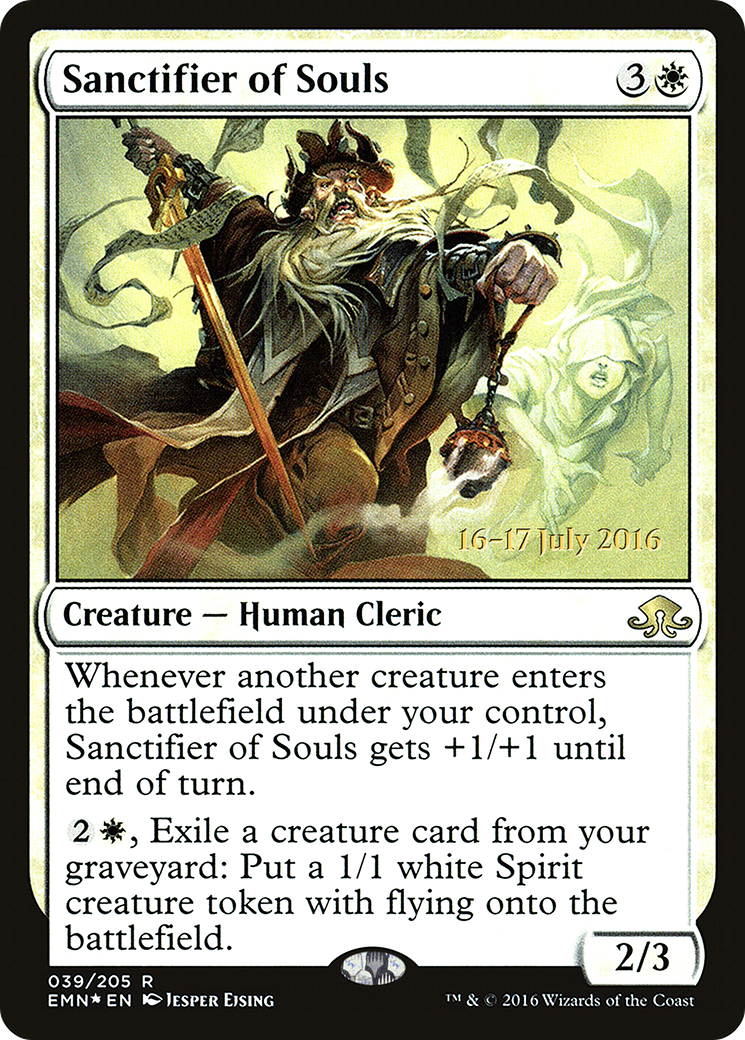 Sanctifier of Souls 3
16–17 July 2016
Creature — Human Cleric
Whenever another creature enters
the battlefield under your control,
Sanctifier of Souls gets +1/+1 until
end of turn.
2, Exile a creature card from your
graveyard: Put a 1/1 white Spirit
creature token with flying onto the
battlefield.
2/3
039/205 R
EMN★EN Jesper Ejsing
™ & © 2016 Wizards of the Coast